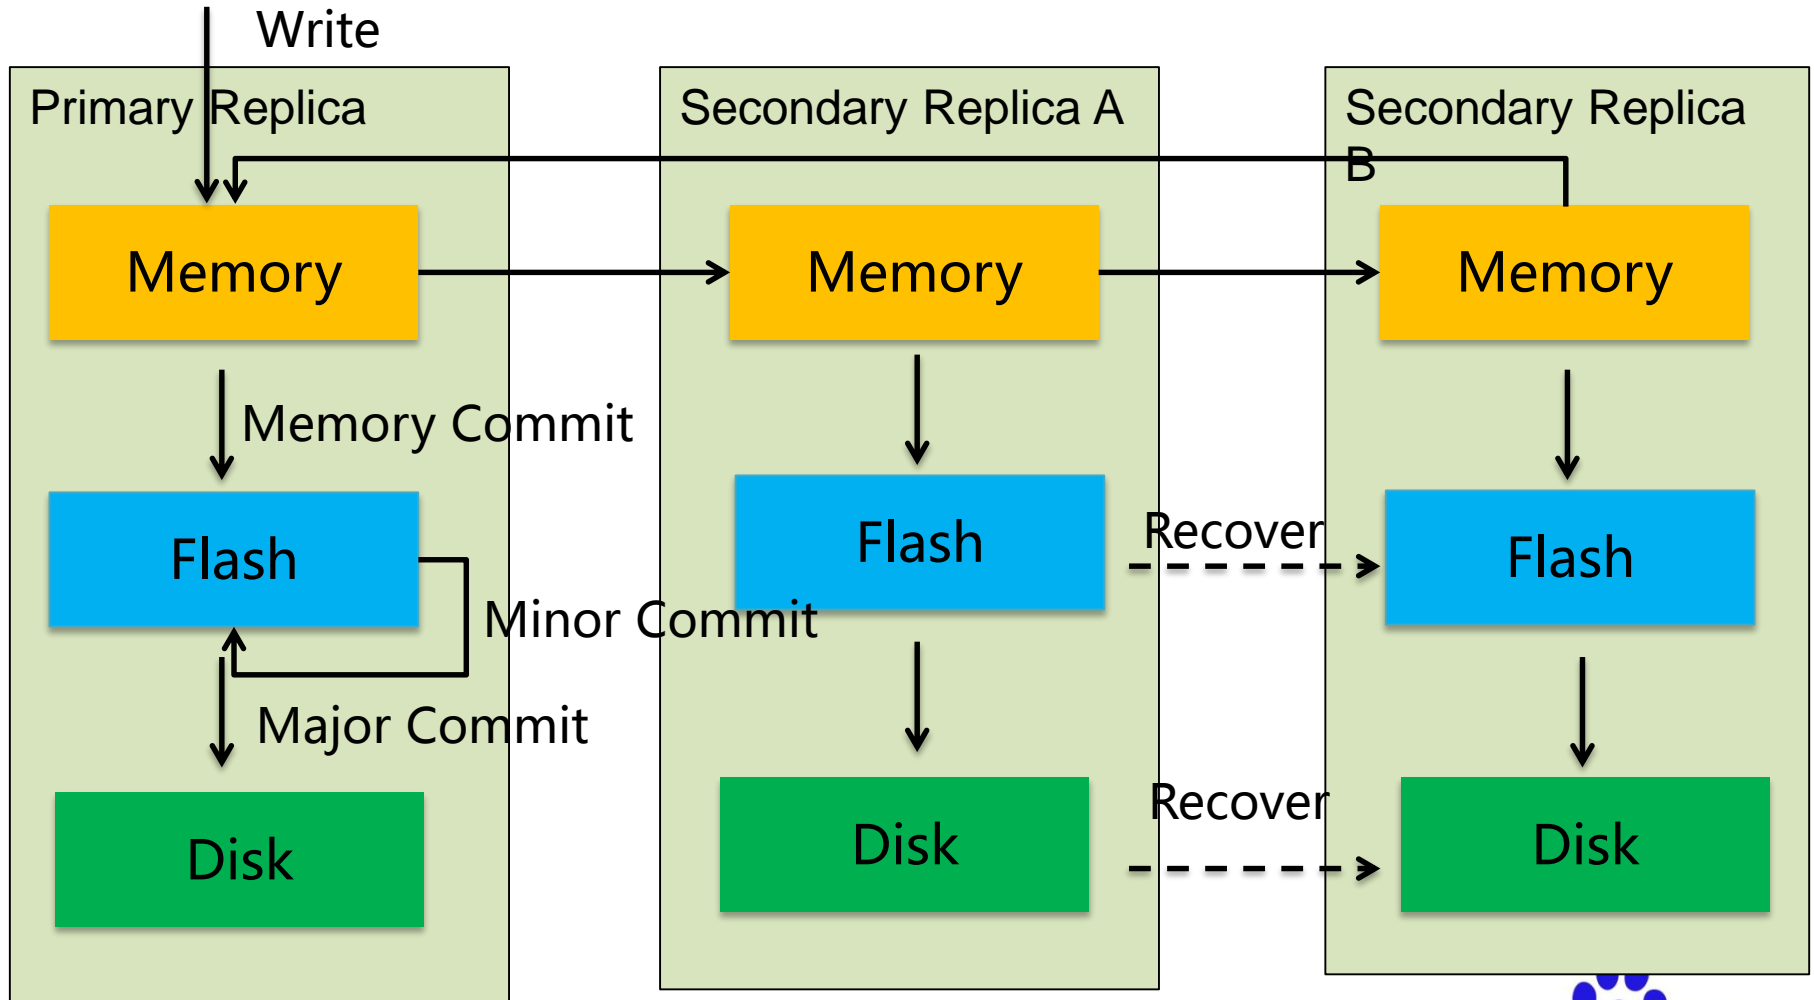 Write
Primary Replica
Secondary Replica A
Secondary Replica
B
Memory
Memory
Memory
Memory Commit
Flash
Flash
Recover
Flash
Minor Commit
Major Commit
Disk
Disk
Recover
Disk